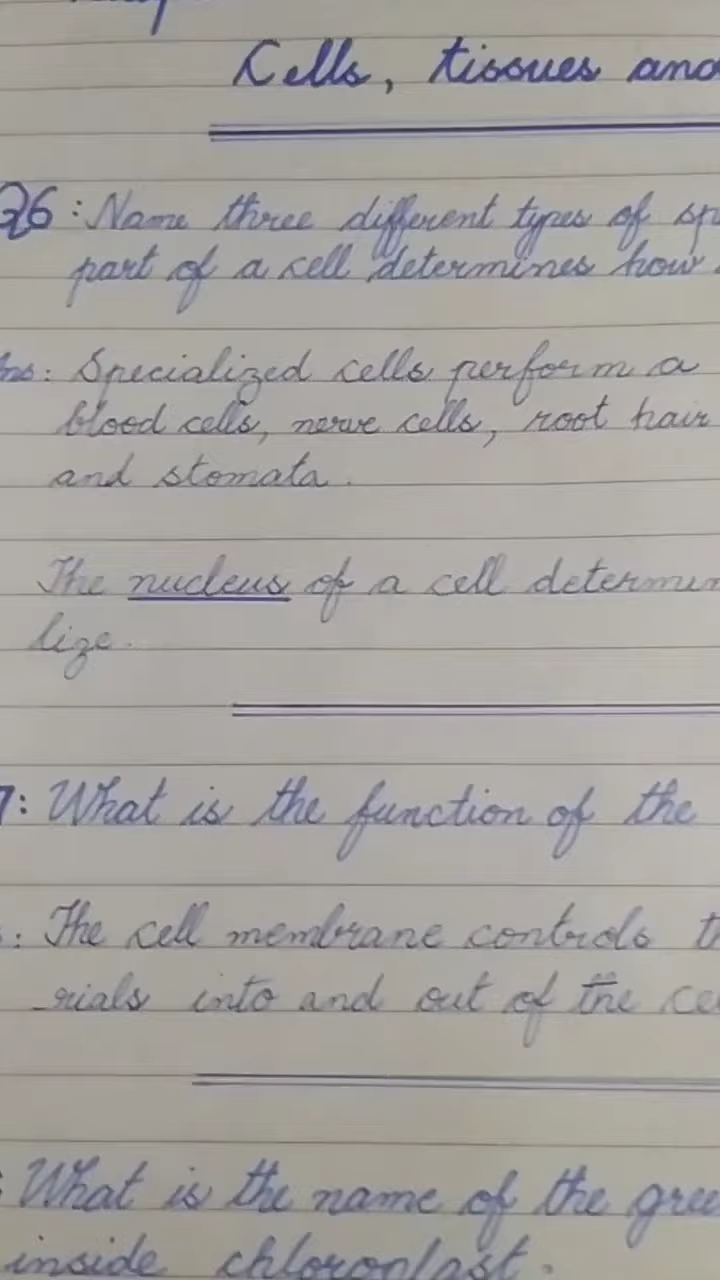 Cells, tissues and
Q6: Name three different types of sp
part of a cell determines how
Ans: Specialized cells perform a
blood cells, nerve cells, root hair
and stomata.
The nucleus of a cell determin
lize.
7: What is the function of the
s: The cell membrane controls th
rials into and out of the ce
: What is the name of the gree
inside chloroplast.